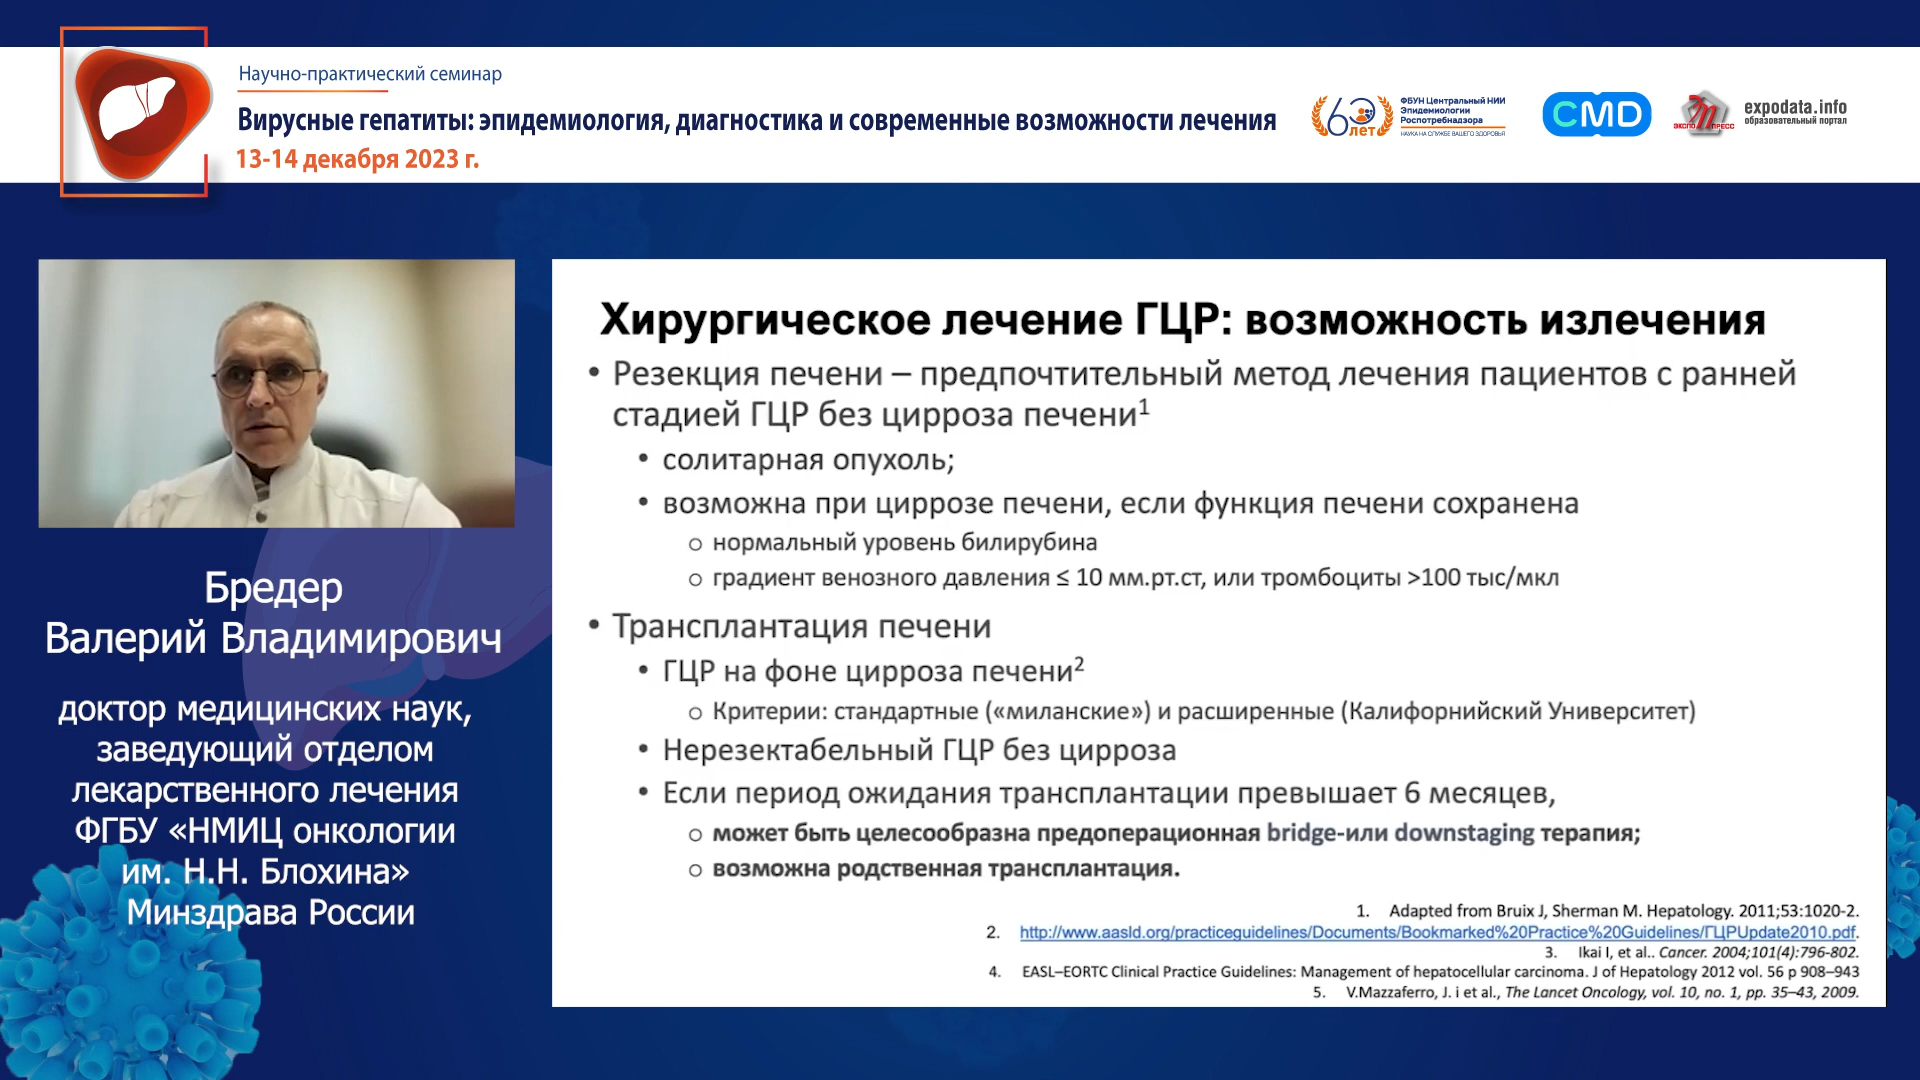 Научно-практический семинар
Вирусные гепатиты: эпидемиология, диагностика и современные возможности лечения
13-14 декабря 2023 г.
60 лет
ФБУН Центральный НИИ
Эпидемиологии
Роспотребнадзора
НАУКА НА СЛУЖБЕ ВАШЕГО ЗДОРОВЬЯ
CMD
ЭКСПО ПРЕСС
expodata.info
образовательный портал
Бредер
Валерий Владимирович
доктор медицинских наук,
заведующий отделом
лекарственного лечения
ФГБУ «НМИЦ онкологии
им. Н.Н. Блохина»
Минздрава России
Хирургическое лечение ГЦР: возможность излечения
• Резекция печени – предпочтительный метод лечения пациентов с ранней
стадией ГЦР без цирроза печени¹
• солитарная опухоль;
• возможна при циррозе печени, если функция печени сохранена
o нормальный уровень билирубина
o градиент венозного давления ≤ 10 мм.рт.ст, или тромбоциты >100 тыс/мкл
• Трансплантация печени
• ГЦР на фоне цирроза печени²
o Критерии: стандартные («миланские») и расширенные (Калифорнийский Университет)
• Нерезектабельный ГЦР без цирроза
• Если период ожидания трансплантации превышает 6 месяцев,
o может быть целесообразна предоперационная bridge-или downstaging терапия;
o возможна родственная трансплантация.
1. Adapted from Bruix J, Sherman M. Hepatology. 2011;53:1020-2.
2. http://www.aasld.org/practiceguidelines/Documents/Bookmarked%20Practice%20Guidelines/ГЦРUpdate2010.pdf.
3. Ikai I, et al.. Cancer. 2004;101(4):796-802.
4. EASL–EORTC Clinical Practice Guidelines: Management of hepatocellular carcinoma. J of Hepatology 2012 vol. 56 p 908–943
5. V.Mazzaferro, J. i et al., The Lancet Oncology, vol. 10, no. 1, pp. 35–43, 2009.